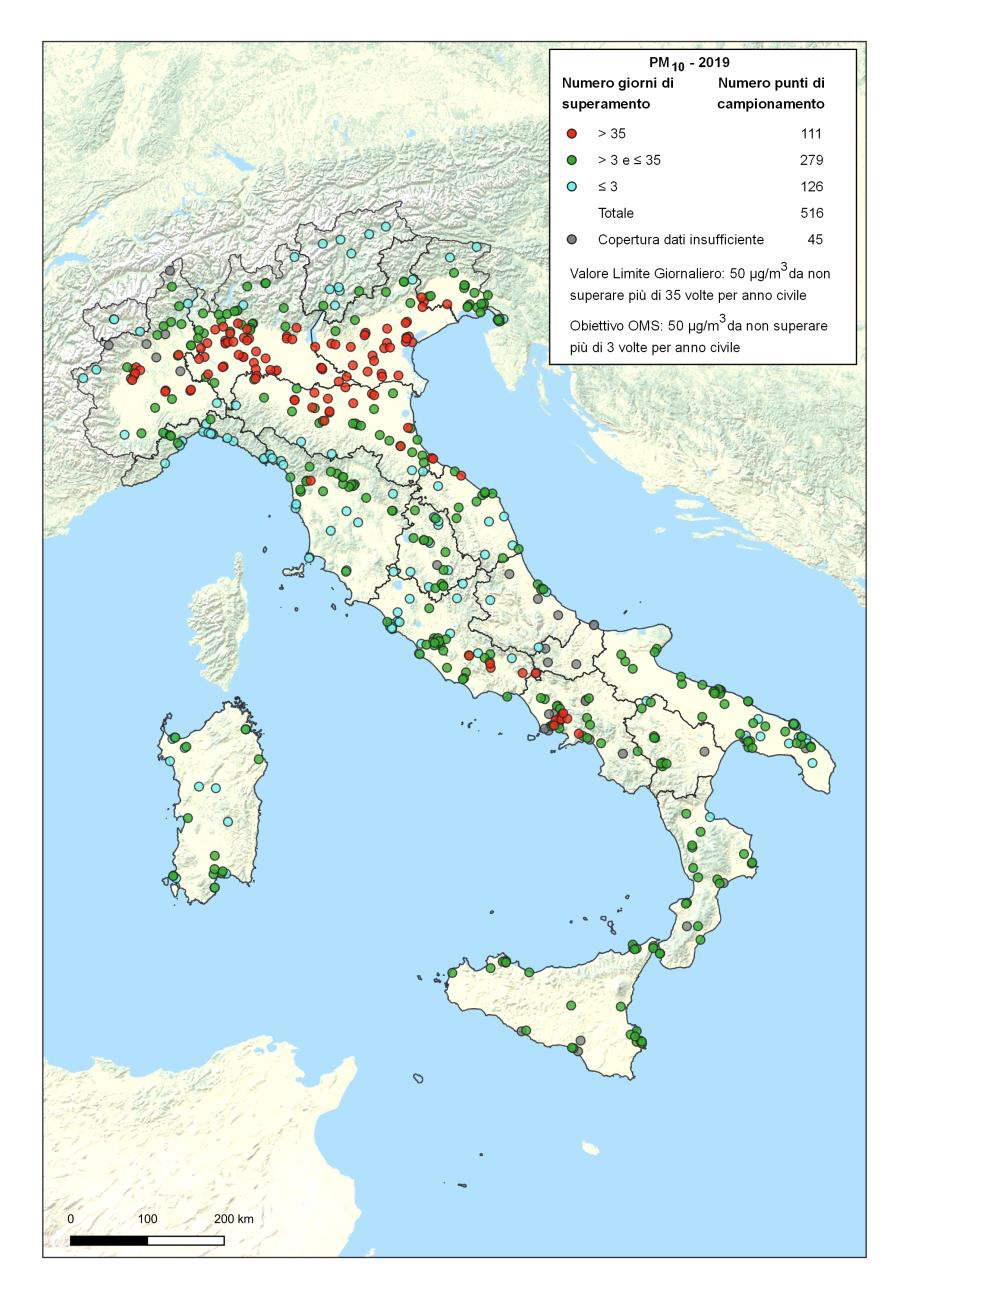 PM10 - 2019
Numero giorni di superamento
Numero punti di campionamento
> 35 111
> 3 e ≤ 35 279
≤ 3 126
Totale 516
Copertura dati insufficiente 45
Valore Limite Giornaliero: 50 µg/m3 da non
superare più di 35 volte per anno civile
Obiettivo OMS: 50 µg/m3 da non superare
più di 3 volte per anno civile
0 100 200 km